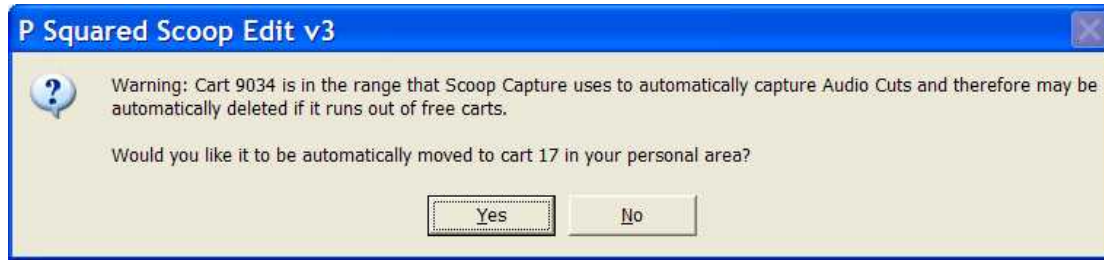 P Squared Scoop Edit v3
Warning: Cart 9034 is in the range that Scoop Capture uses to automatically capture Audio Cuts and therefore may be
automatically deleted if it runs out of free carts.
Would you like it to be automatically moved to cart 17 in your personal area?
Yes No